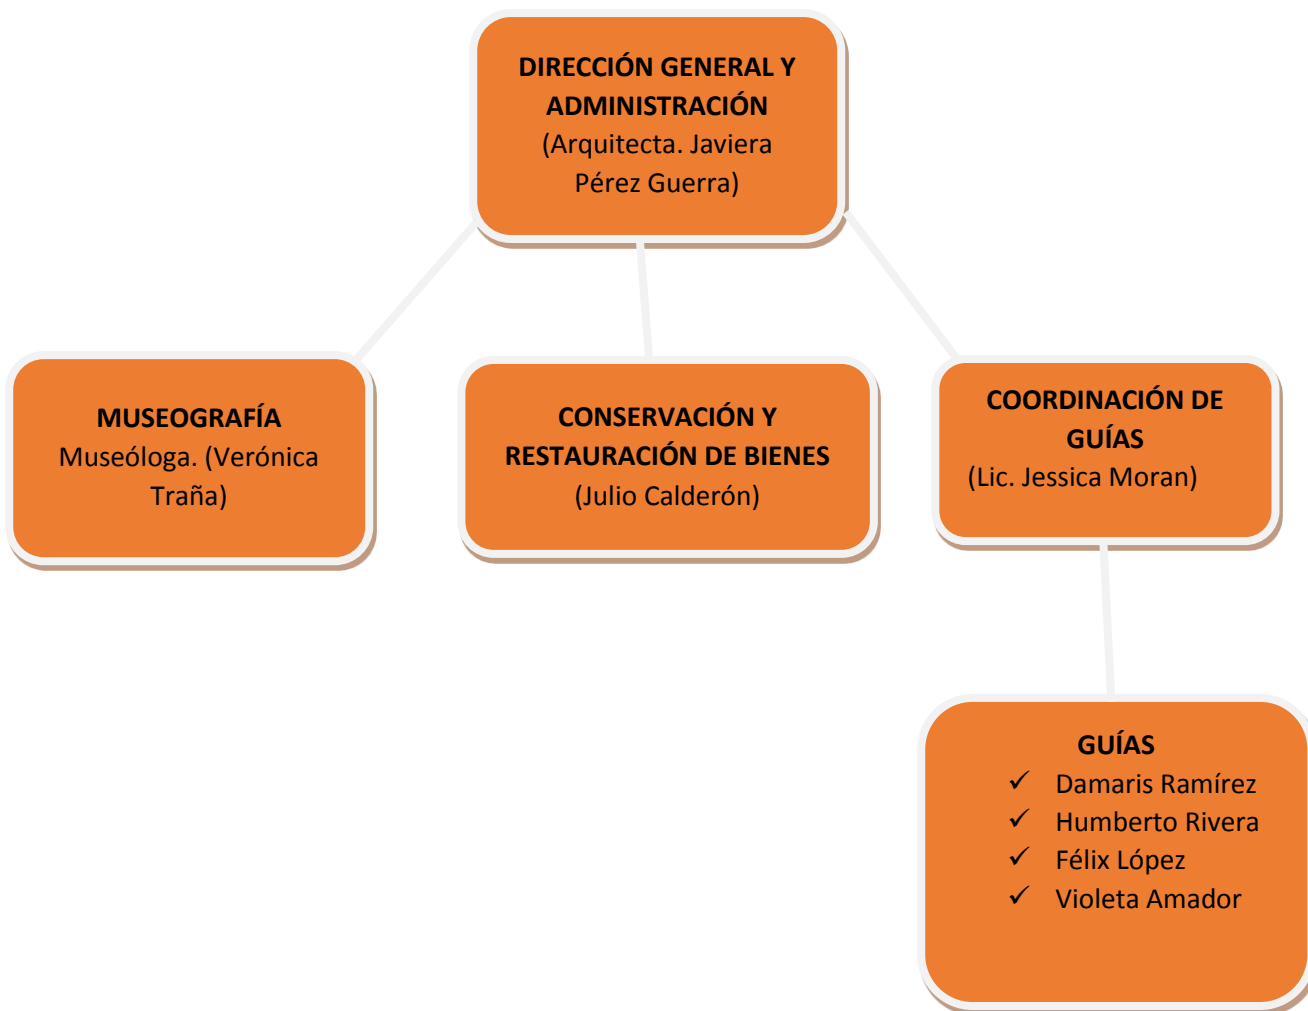 DIRECCIÓN GENERAL Y
ADMINISTRACIÓN
(Arquitecta. Javiera
Pérez Guerra)
MUSEOGRAFÍA
Museóloga. (Verónica
Traña)
CONSERVACIÓN Y
RESTAURACIÓN DE BIENES
(Julio Calderón)
COORDINACIÓN DE
GUÍAS
(Lic. Jessica Moran)
GUÍAS
✓ Damaris Ramírez
✓ Humberto Rivera
✓ Félix López
✓ Violeta Amador